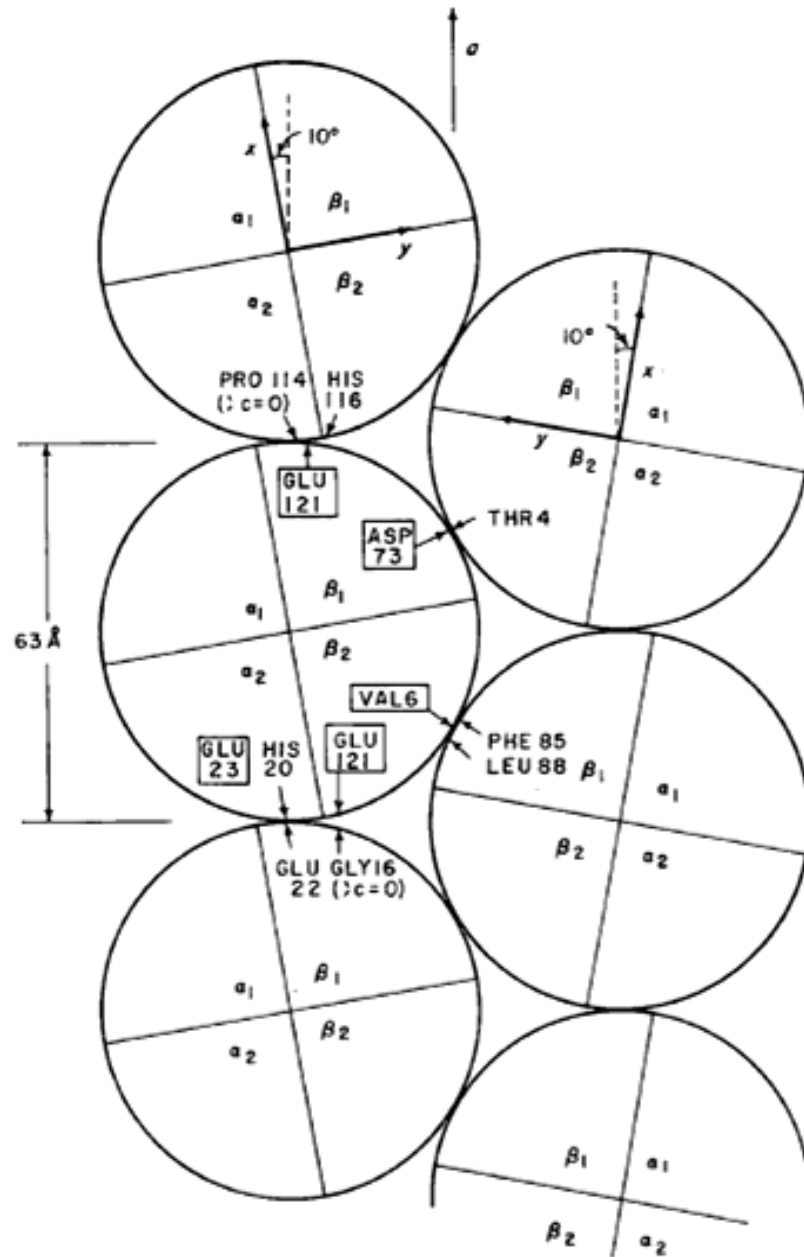 a
10°
x
α1
β1
y
α2
β2
10°
x
PRO 114
(>c=0)
HIS
116
β1
α1
y
β2
α2
GLU
121
ASP
73
THR 4
α1
β1
63 Å
α2
β2
VAL6
PHE 85
LEU 88
GLU
23
HIS
20
GLU
121
β1
α1
β2
α2
GLU
22
GLY16
(>c=0)
α1
β1
α2
β2
β1
α1
β2
α2